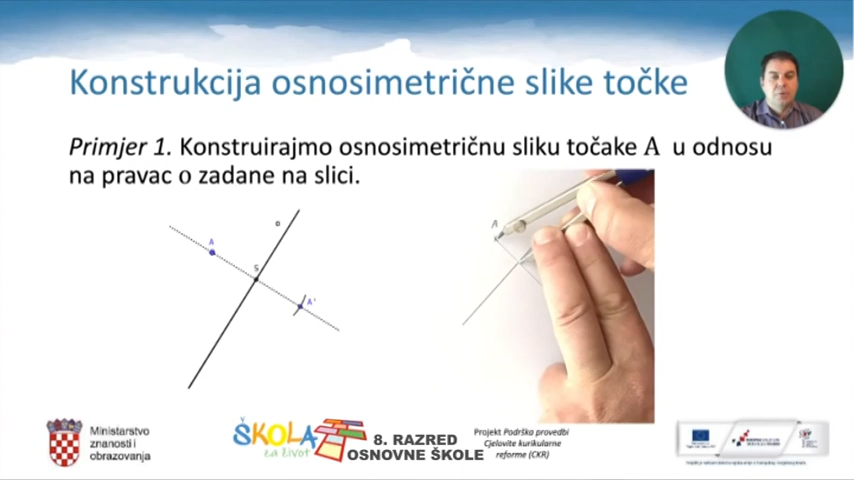 Konstrukcija osnosimetrične slike točke
Primjer 1. Konstruirajmo osnosimetričnu sliku točake A u odnosu
na pravac o zadane na slici.
o
A
S
A'
A
Ministarstvo
znanosti i
obrazovanja
ŠKOLA
za život
8. RAZRED
OSNOVNE ŠKOLE
Projekt Podrška provedbi
Cjelovite kurikularne
reforme (CKR)